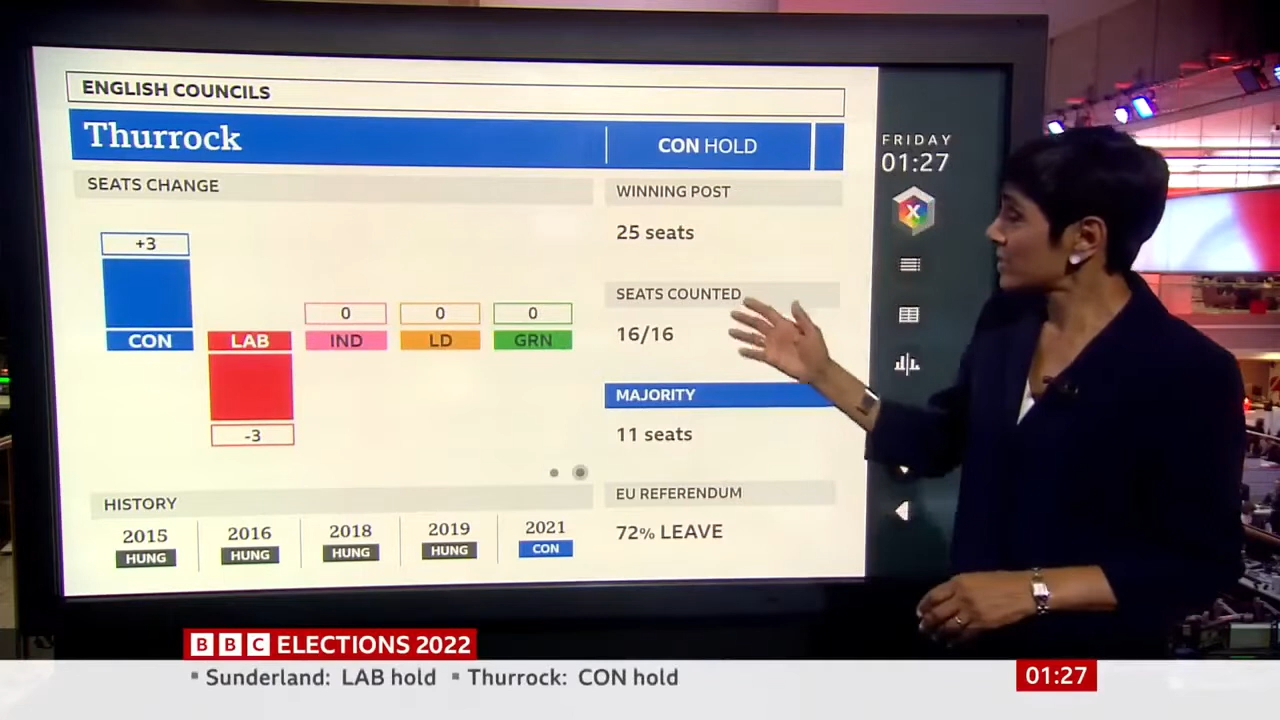 ENGLISH COUNCILS
Thurrock
CON HOLD
SEATS CHANGE
+3
CON
LAB
-3
0
IND
0
LD
0
GRN
HISTORY
2015
HUNG
2016
HUNG
2018
HUNG
2019
HUNG
2021
CON
WINNING POST
25 seats
SEATS COUNTED
16/16
MAJORITY
11 seats
EU REFERENDUM
72% LEAVE
FRIDAY
01:27
X
BBC ELECTIONS 2022
Sunderland: LAB hold Thurrock: CON hold
01:27